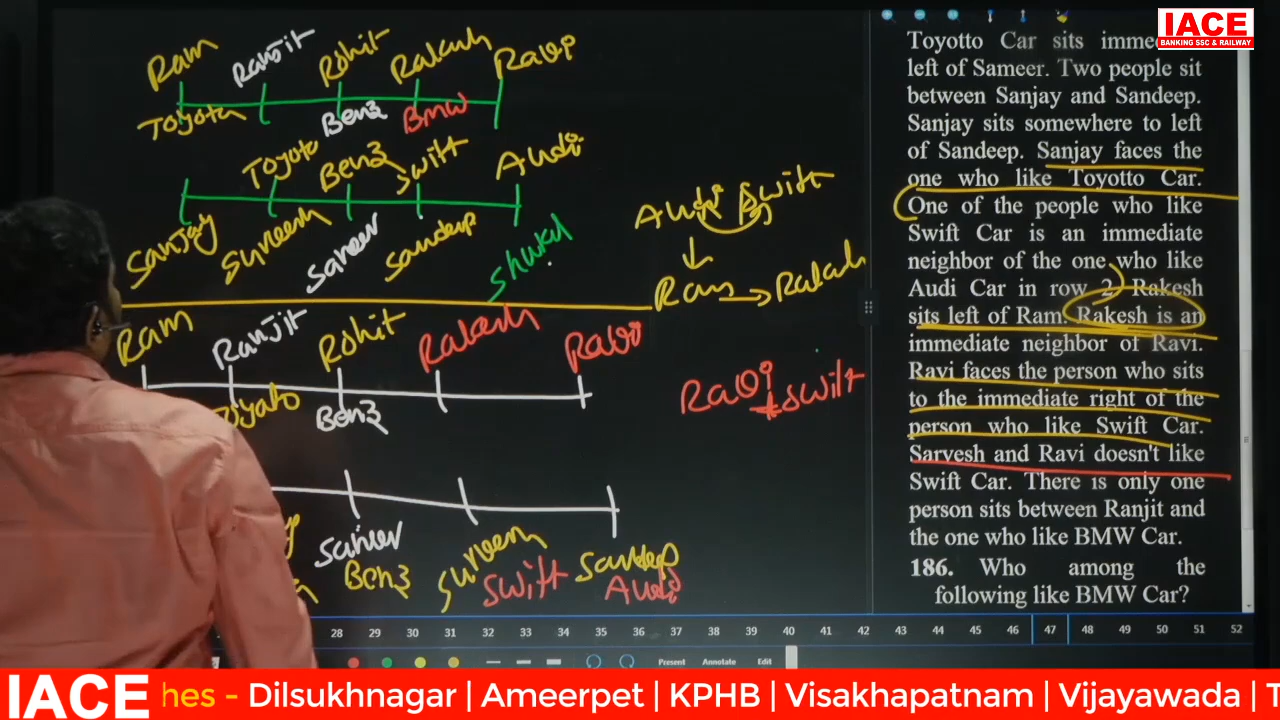 IACE
BANKING SSC & RAILWAY
Ram Ranjit Rohit Rakesh Ravi
Toyota Benz BMW
Toyota Benz Swift Audi
Sanjay Sureem Sameer Sandeep
Audi Swift
Ram Rakesh
Ram Ranjit Rohit Rakesh Ravi
Benz
Ravi Swift
Sameer Sureem Sandeep
Benz Swift Audi
Toyotto Car sits
left of Sameer. Two people sit
between Sanjay and Sandeep.
Sanjay sits somewhere to left
of Sandeep. Sanjay faces the
one who like Toyotto Car.
One of the people who like
Swift Car is an immediate
neighbor of the one who like
Audi Car in row 2. Rakesh
sits left of Ram. Rakesh is an
immediate neighbor of Ravi.
Ravi faces the person who sits
to the immediate right of the
person who like Swift Car.
Sarvesh and Ravi doesn't like
Swift Car. There is only one
person sits between Ranjit and
the one who like BMW Car.
186. Who among the
following like BMW Car?
28 29 30 31 32 33 34 35 36 37 38 39 40 41 42 43 44 45 46 47 48 49 50 51 52
Present Annotate Edit
IACE hes - Dilsukhnagar | Ameerpet | KPHB | Visakhapatnam | Vijayawada | T